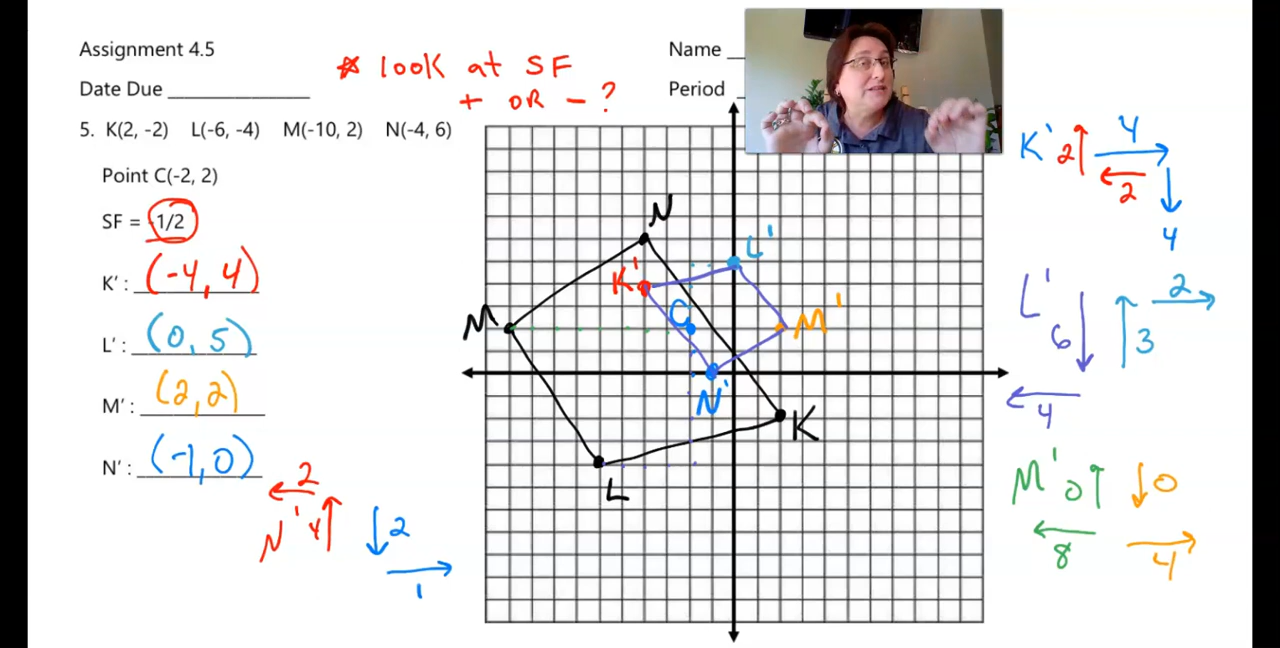 Assignment 4.5
Name
* look at SF
Date Due
+ OR - ?
Period
5. K(2, -2) L(-6, -4) M(-10, 2) N(-4, 6)
Point C(-2, 2)
SF = -1/2
K': (-4, 4)
L': (0, 5)
M': (2, 2)
N': (-1, 0)
2
N' 4
2
1
N
L'
K'
C
M
M'
N'
K
L
K' 2
4
2
4
L'
6
3
2
4
M' 0
0
8
4